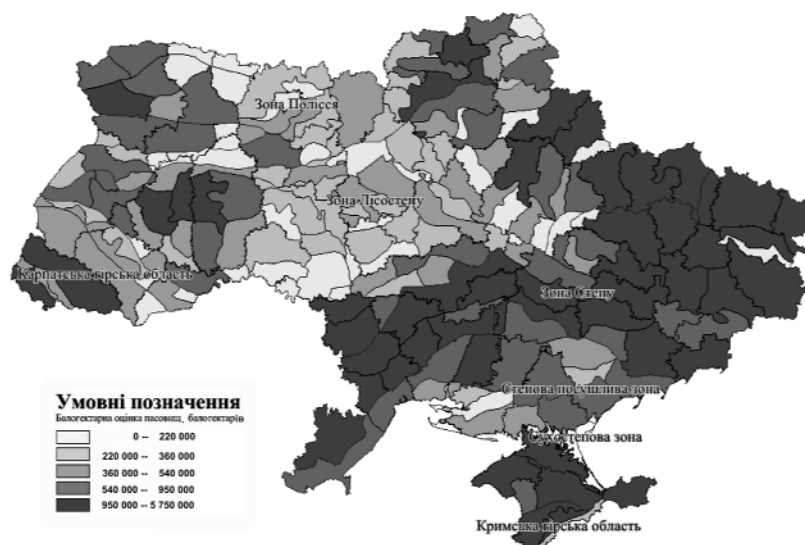 Зона Полісся
Зона Лісостепу
Карпатська гірська область
Зона Степу
Степова посушлива зона
Сухостепова зона
Кримська гірська область
Умовні позначення
Балогектарна оцінка пасовищ, балогектарів
0 -- 220 000
220 000 -- 360 000
360 000 -- 540 000
540 000 -- 950 000
950 000 -- 5 750 000